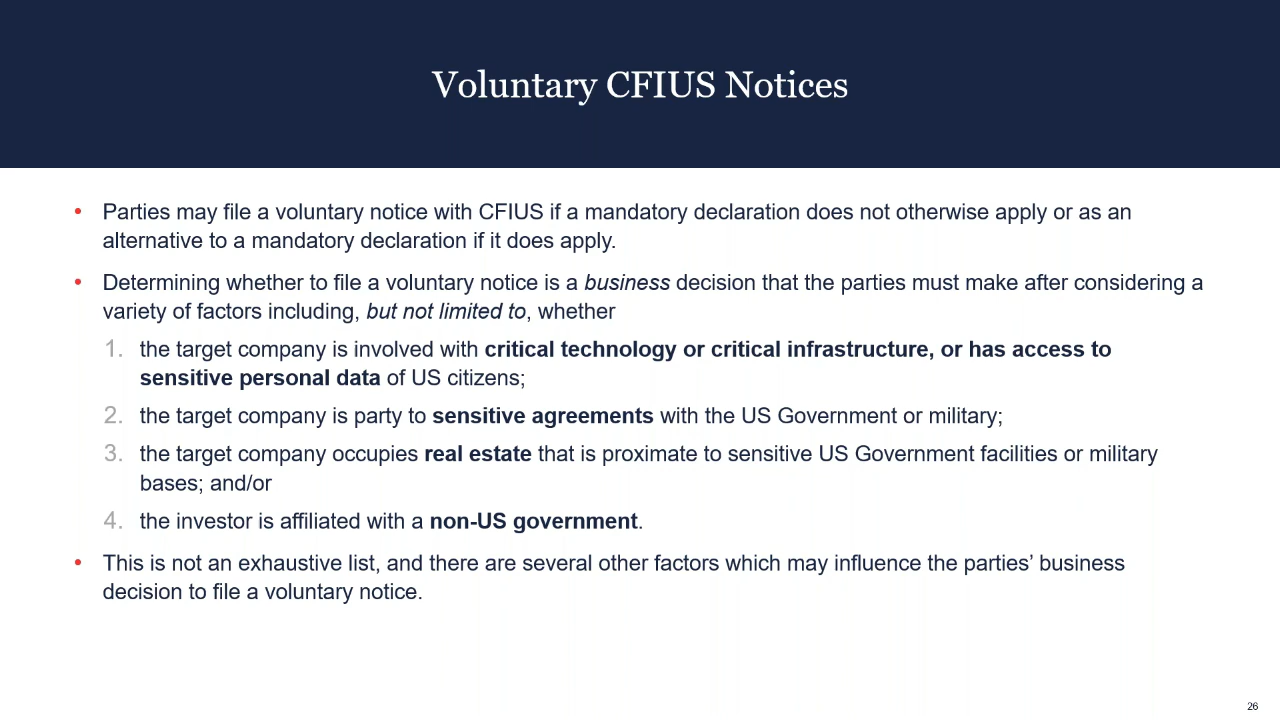 Voluntary CFIUS Notices
• Parties may file a voluntary notice with CFIUS if a mandatory declaration does not otherwise apply or as an
alternative to a mandatory declaration if it does apply.
• Determining whether to file a voluntary notice is a business decision that the parties must make after considering a
variety of factors including, but not limited to, whether
1. the target company is involved with critical technology or critical infrastructure, or has access to
sensitive personal data of US citizens;
2. the target company is party to sensitive agreements with the US Government or military;
3. the target company occupies real estate that is proximate to sensitive US Government facilities or military
bases; and/or
4. the investor is affiliated with a non-US government.
• This is not an exhaustive list, and there are several other factors which may influence the parties’ business
decision to file a voluntary notice.
26